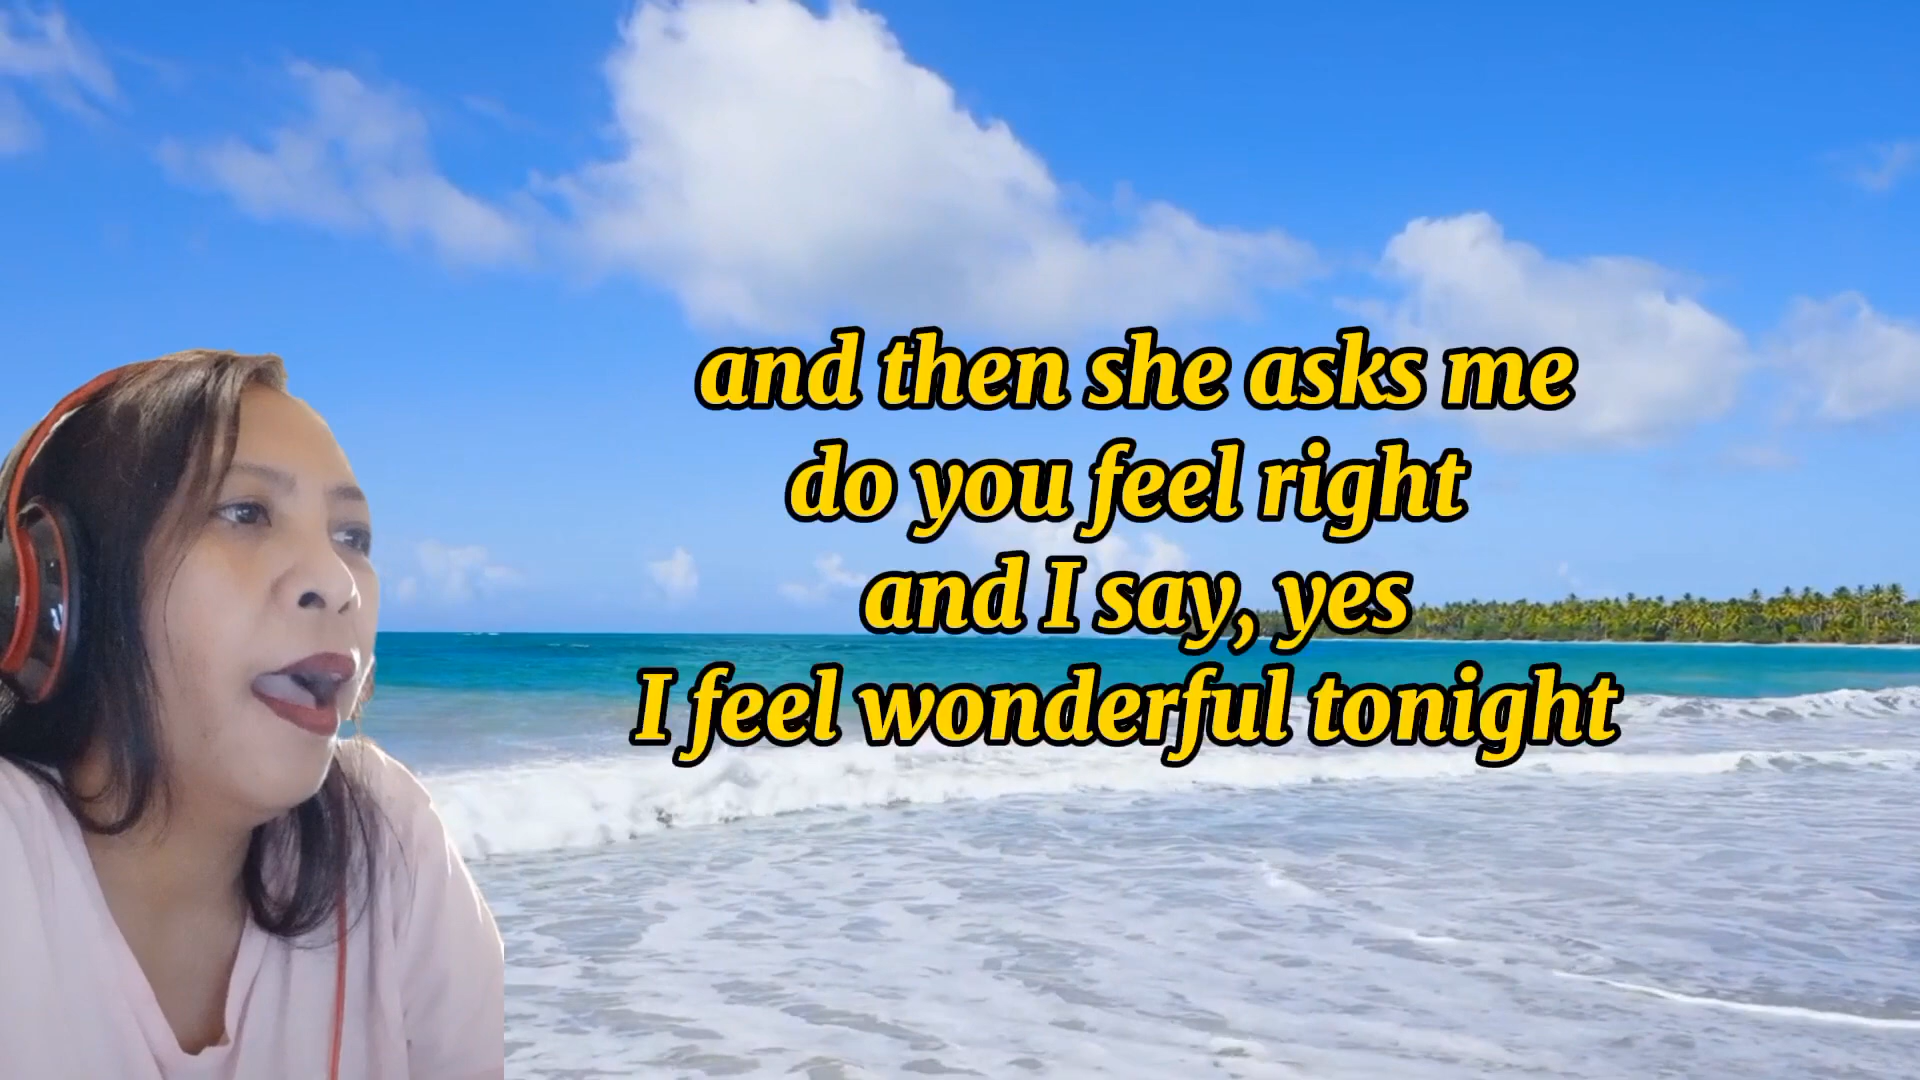 and then she asks me
do you feel right
and I say, yes
I feel wonderful tonight